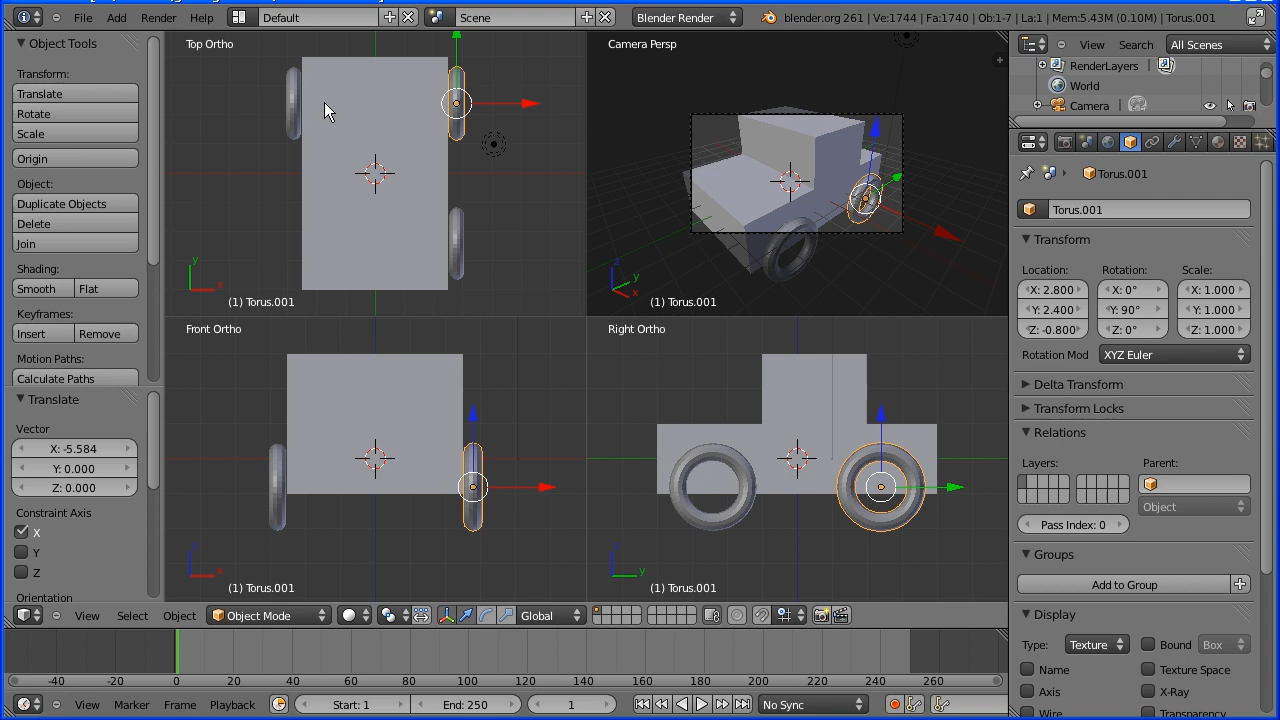 File Add Render Help Default Scene Blender Render blender.org 261 | Ve:1744 | Fa:1740 | Ob:1-7 | La:1 | Mem:5.43M (0.10M) | Torus.001
Object Tools
Transform:
Translate
Rotate
Scale
Origin
Object:
Duplicate Objects
Delete
Join
Shading:
Smooth Flat
Keyframes:
Insert Remove
Motion Paths:
Calculate Paths
Translate
Vector
X: -5.584
Y: 0.000
Z: 0.000
Constraint Axis
X
Y
Z
Orientation
Top Ortho
y
x
(1) Torus.001
Camera Persp
z
y
x
(1) Torus.001
Front Ortho
z
x
(1) Torus.001
Right Ortho
z
y
(1) Torus.001
View Select Object Object Mode Global
-40 -20 0 20 40 60 80 100 120 140 160 180 200 220 240 260
View Marker Frame Playback Start: 1 End: 250 1 No Sync
View Search All Scenes
RenderLayers
World
Camera
Torus.001
Torus.001
Transform
Location: Rotation: Scale:
X: 2.800 X: 0° X: 1.000
Y: 2.400 Y: 90° Y: 1.000
Z: -0.800 Z: 0° Z: 1.000
Rotation Mod XYZ Euler
Delta Transform
Transform Locks
Relations
Layers: Parent:
Object
Pass Index: 0
Groups
Add to Group
Display
Type: Texture Bound Box
Name Texture Space
Axis X-Ray
Wire Transparency